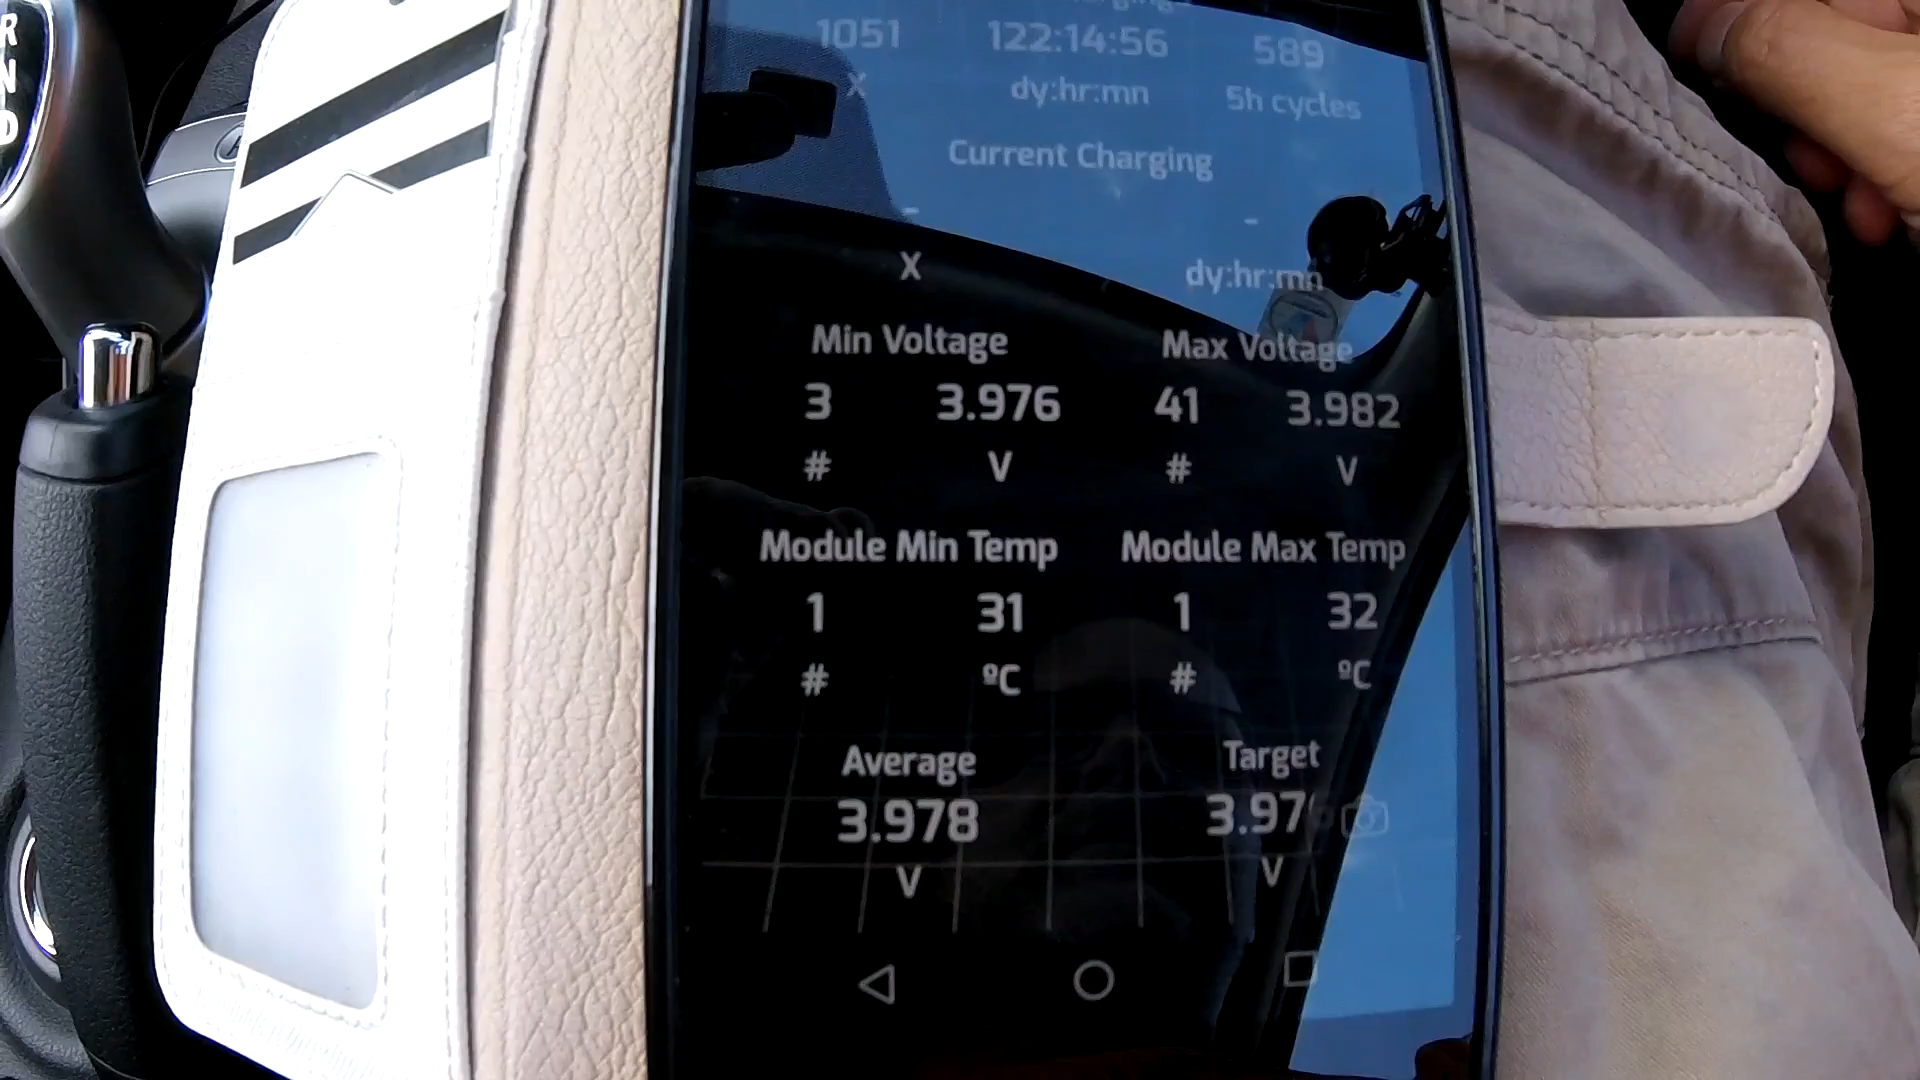 R
N
D
1051 122:14:56 589
X dy:hr:mn 5h cycles
Current Charging
- -
X dy:hr:mn
Min Voltage Max Voltage
3 3.976 41 3.982
# V # V
Module Min Temp Module Max Temp
1 31 1 32
# ºC # ºC
Average Target
3.978 3.97
V V